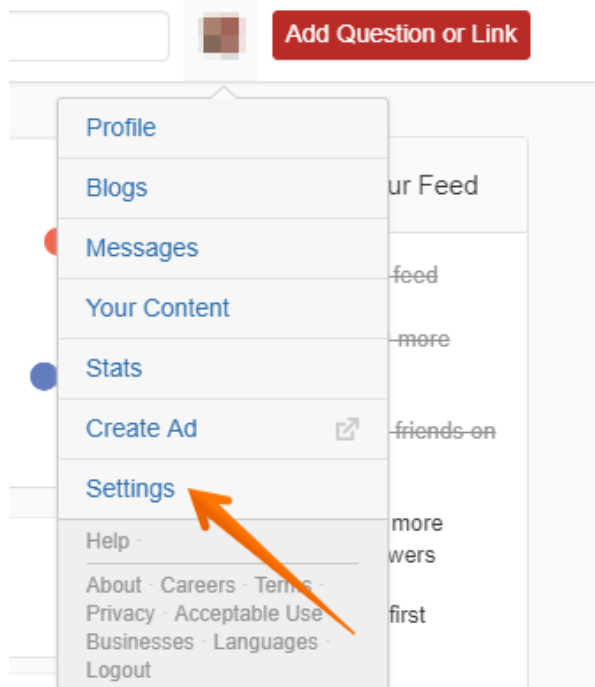 Add Question or Link
Profile
Blogs
ur Feed
Messages
feed
Your Content
more
Stats
Create Ad
friends on
Settings
more
Help ·
wers
About · Careers · Terms ·
Privacy · Acceptable Use
first
Businesses · Languages ·
Logout